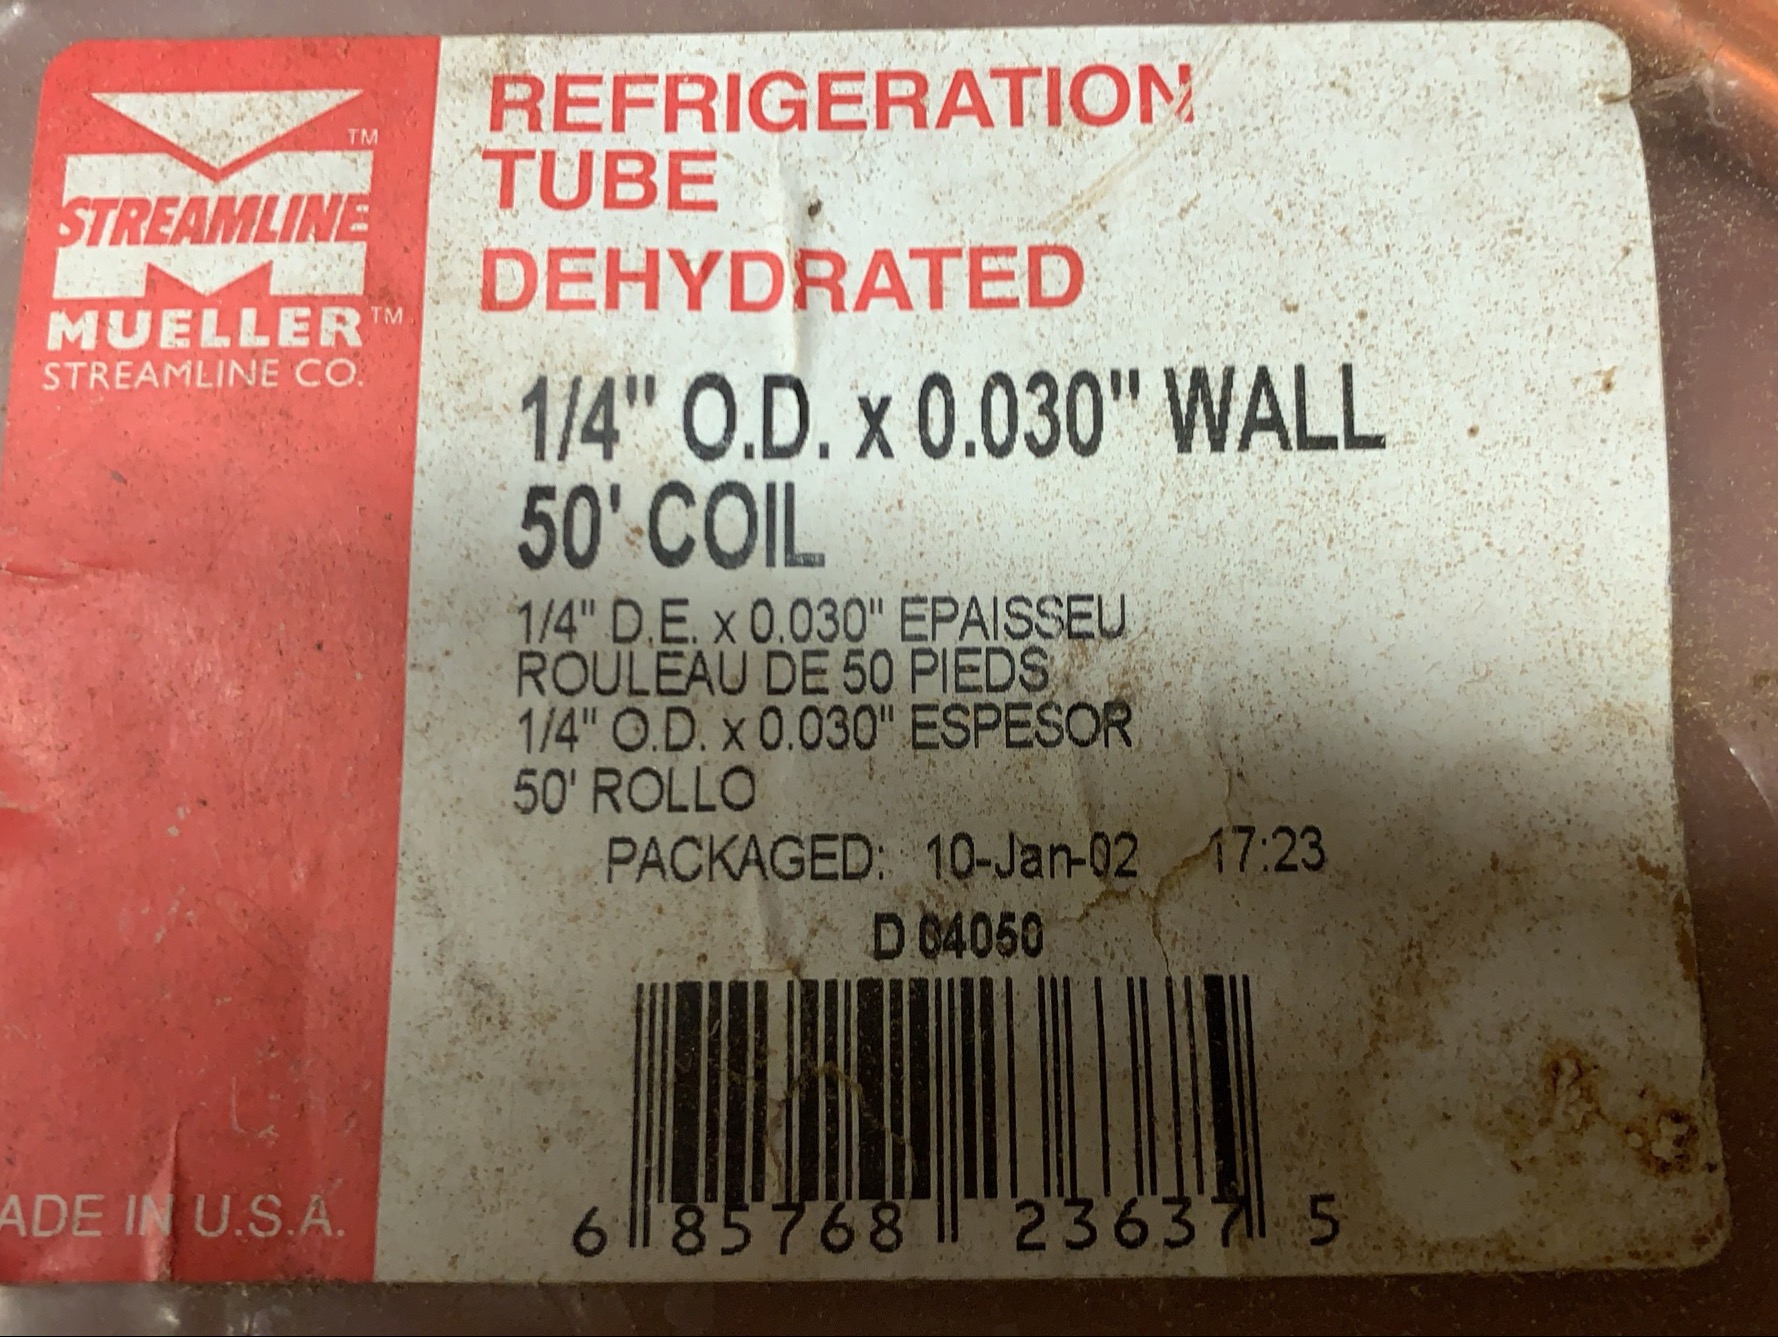 STREAMLINE
MUELLER™
STREAMLINE CO.
REFRIGERATION
TUBE
DEHYDRATED
1/4" O.D. x 0.030" WALL
50' COIL
1/4" D.E. x 0.030" EPAISSEU
ROULEAU DE 50 PIEDS
1/4" O.D. x 0.030" ESPESOR
50' ROLLO
PACKAGED: 10-Jan-02 17:23
D 04050
6 85768 23637 5
ADE IN U.S.A.